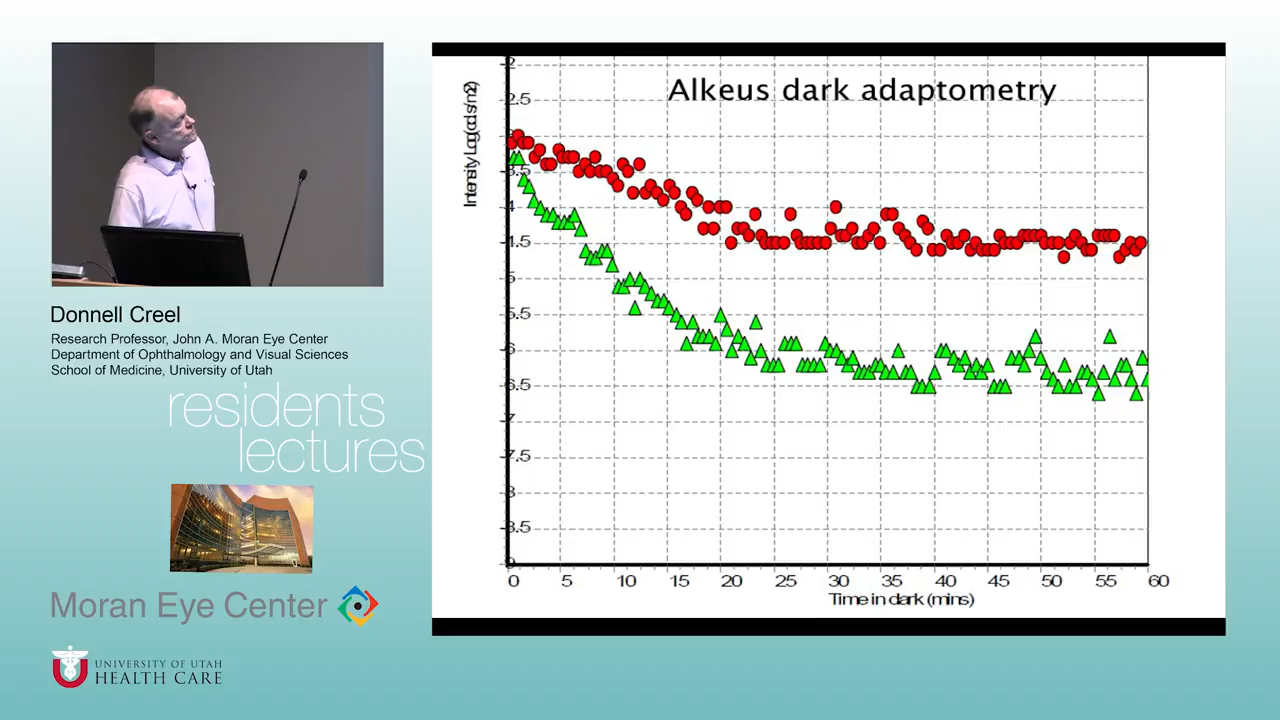 Donnell Creel
Research Professor, John A. Moran Eye Center
Department of Ophthalmology and Visual Sciences
School of Medicine, University of Utah
residents
lectures
Moran Eye Center
UNIVERSITY OF UTAH
HEALTH CARE
Alkeus dark adaptometry
Intensity Log(cds/m2)
-2
-2.5
-3
-3.5
-4
-4.5
-5
-5.5
-6
-6.5
-7
-7.5
-8
-8.5
-9
0 5 10 15 20 25 30 35 40 45 50 55 60
Time in dark (mins)